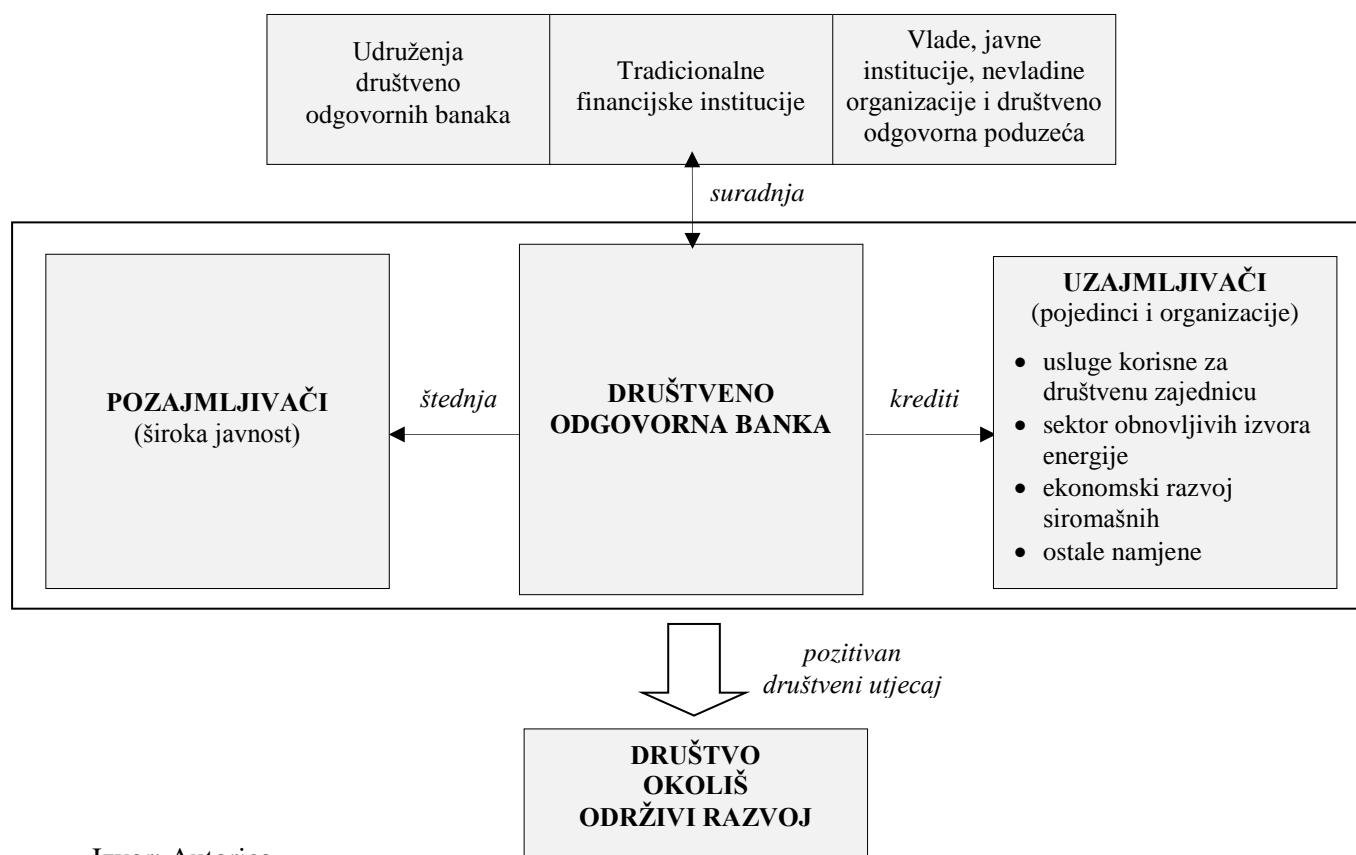 Udruženja
društveno
odgovornih banaka
Tradicionalne
financijske institucije
Vlade, javne
institucije, nevladine
organizacije i društveno
odgovorna poduzeća
suradnja
POZAJMLJIVAČI
(široka javnost)
štednja
DRUŠTVENO
ODGOVORNA BANKA
krediti
UZAJMLJIVAČI
(pojedinci i organizacije)
• usluge korisne za
društvenu zajednicu
• sektor obnovljivih izvora
energije
• ekonomski razvoj
siromašnih
• ostale namjene
pozitivan
društveni utjecaj
DRUŠTVO
OKOLIŠ
ODRŽIVI RAZVOJ